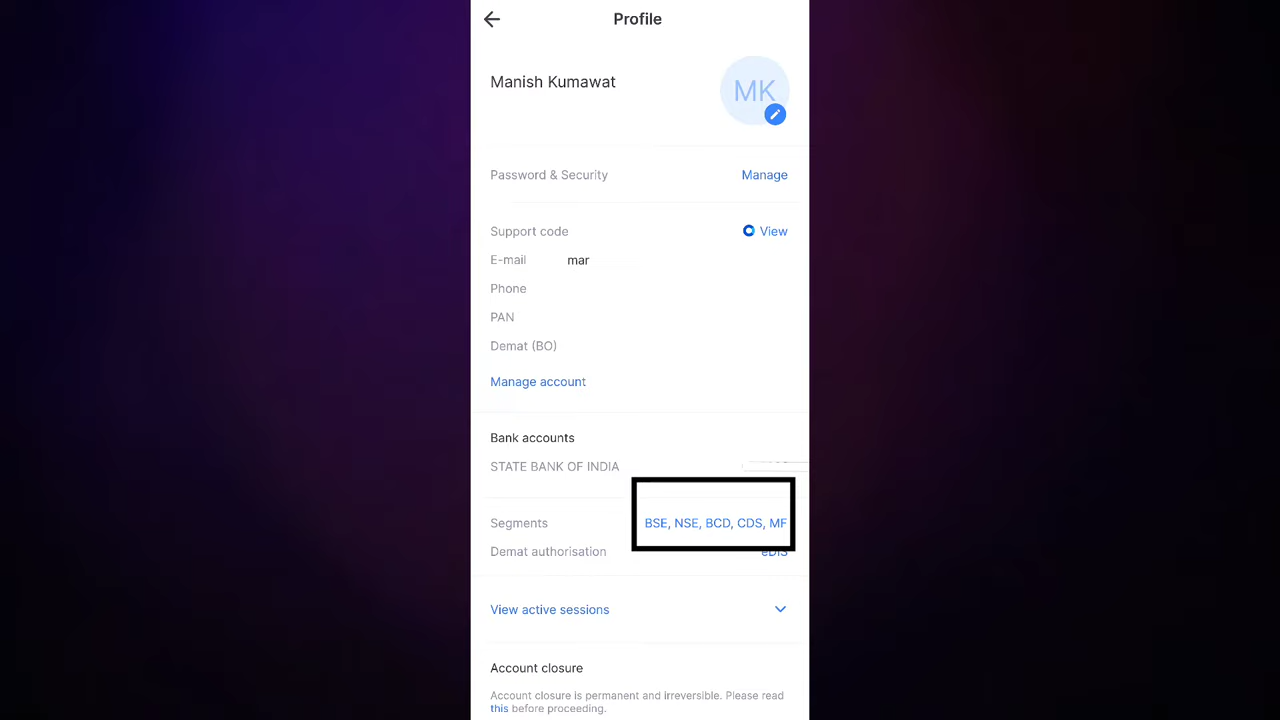 Profile
Manish Kumawat
MK
Password & Security Manage
Support code View
E-mail mar
Phone
PAN
Demat (BO)
Manage account
Bank accounts
STATE BANK OF INDIA
Segments BSE, NSE, BCD, CDS, MF
Demat authorisation eDIS
View active sessions
Account closure
Account closure is permanent and irreversible. Please read
this before proceeding.